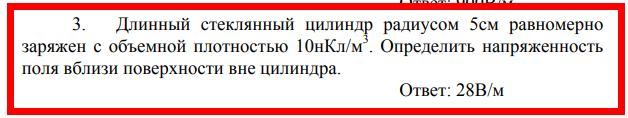 3. Длинный стеклянный цилиндр радиусом 5см равномерно
заряжен с объемной плотностью 10нКл/м³. Определить напряженность
поля вблизи поверхности вне цилиндра.
Ответ: 28В/м